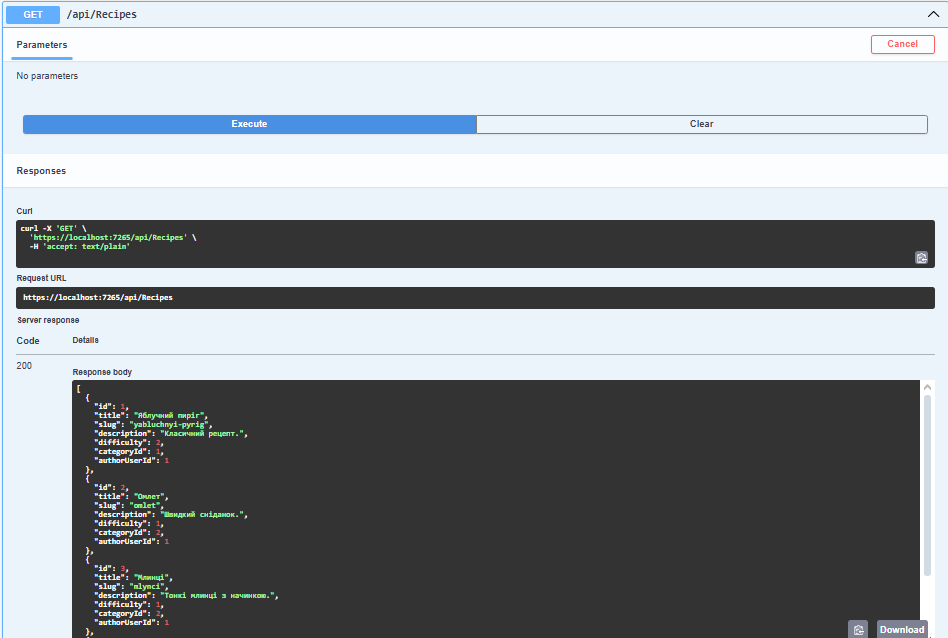 GET /api/Recipes
Parameters
Cancel
No parameters
Execute
Clear
Responses
Curl
curl -X 'GET' \
  'https://localhost:7265/api/Recipes' \
  -H 'accept: text/plain'
Request URL
https://localhost:7265/api/Recipes
Server response
Code Details
200
Response body
[
  {
    "id": 1,
    "title": "Яблучний пиріг",
    "slug": "yabluchnyi-pyrig",
    "description": "Класичний рецепт.",
    "difficulty": 2,
    "categoryId": 1,
    "authorUserId": 1
  },
  {
    "id": 2,
    "title": "Омлет",
    "slug": "omlet",
    "description": "Швидкий сніданок.",
    "difficulty": 1,
    "categoryId": 2,
    "authorUserId": 1
  },
  {
    "id": 3,
    "title": "Млинці",
    "slug": "mlynci",
    "description": "Тонкі млинці з начинкою.",
    "difficulty": 1,
    "categoryId": 2,
    "authorUserId": 1
  },
Download